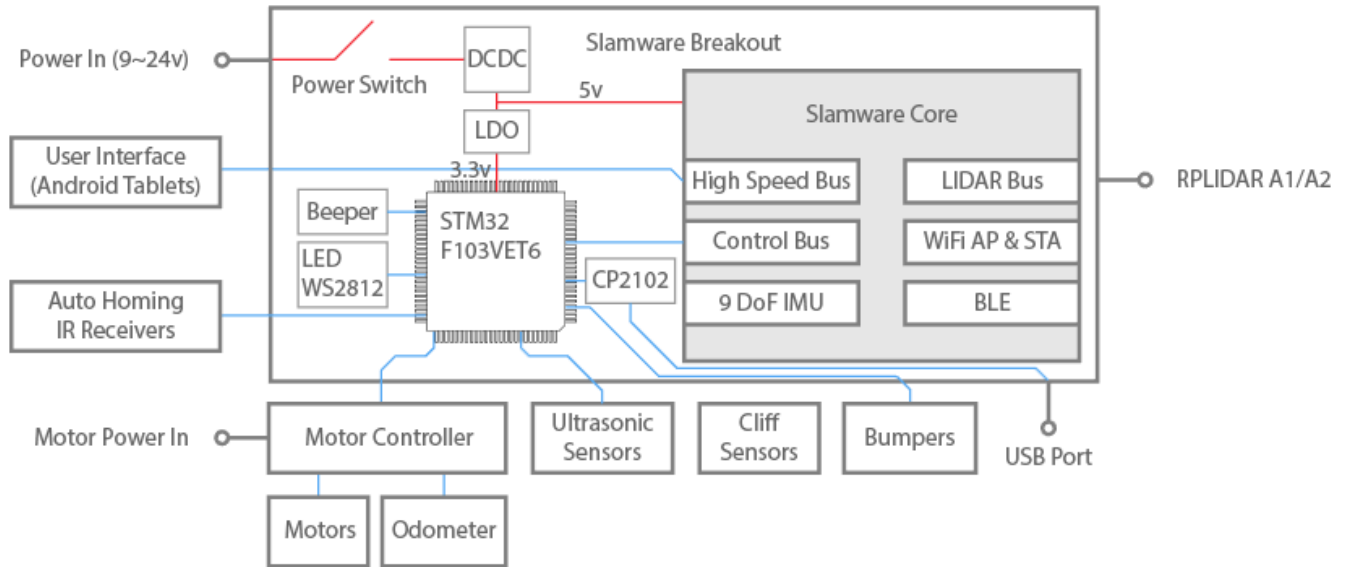 Slamware Breakout
Power In (9~24v)
Power Switch
DCDC
5v
LDO
3.3v
Slamware Core
User Interface
(Android Tablets)
High Speed Bus
LIDAR Bus
RPLIDAR A1/A2
Beeper
STM32
F103VET6
Control Bus
WiFi AP & STA
LED
WS2812
CP2102
9 DoF IMU
BLE
Auto Homing
IR Receivers
Motor Power In
Motor Controller
Ultrasonic
Sensors
Cliff
Sensors
Bumpers
USB Port
Motors
Odometer